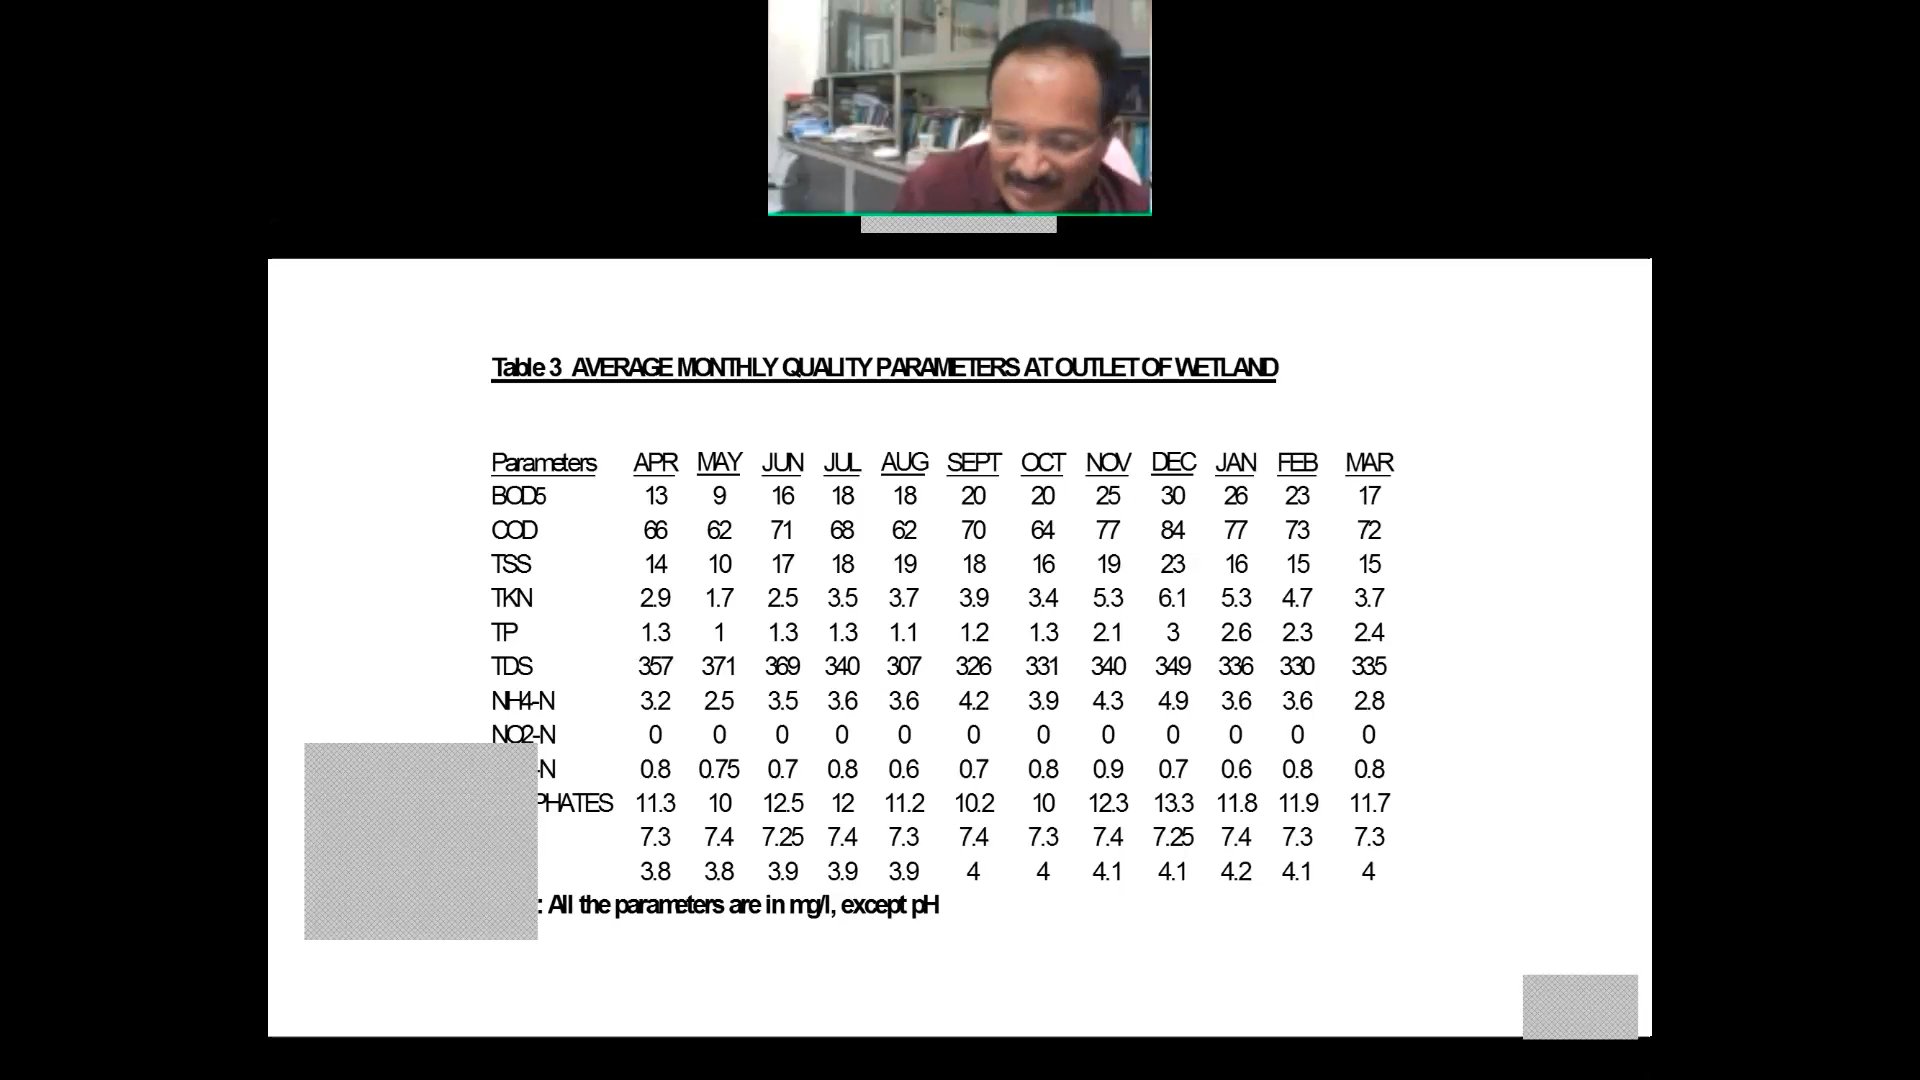 Table 3 AVERAGE MONTHLY QUALITY PARAMETERS AT OUTLET OF WETLAND
Parameters APR MAY JUN JUL AUG SEPT OCT NOV DEC JAN FEB MAR
BOD5 13 9 16 18 18 20 20 25 30 26 23 17
COD 66 62 71 68 62 70 64 77 84 77 73 72
TSS 14 10 17 18 19 18 16 19 23 16 15 15
TKN 2.9 1.7 2.5 3.5 3.7 3.9 3.4 5.3 6.1 5.3 4.7 3.7
TP 1.3 1 1.3 1.3 1.1 1.2 1.3 2.1 3 2.6 2.3 2.4
TDS 357 371 369 340 307 326 331 340 349 336 330 335
NH4-N 3.2 2.5 3.5 3.6 3.6 4.2 3.9 4.3 4.9 3.6 3.6 2.8
NO2-N 0 0 0 0 0 0 0 0 0 0 0 0
-N 0.8 0.75 0.7 0.8 0.6 0.7 0.8 0.9 0.7 0.6 0.8 0.8
PHATES 11.3 10 12.5 12 11.2 10.2 10 12.3 13.3 11.8 11.9 11.7
7.3 7.4 7.25 7.4 7.3 7.4 7.3 7.4 7.25 7.4 7.3 7.3
3.8 3.8 3.9 3.9 3.9 4 4 4.1 4.1 4.2 4.1 4
: All the parameters are in mg/l, except pH